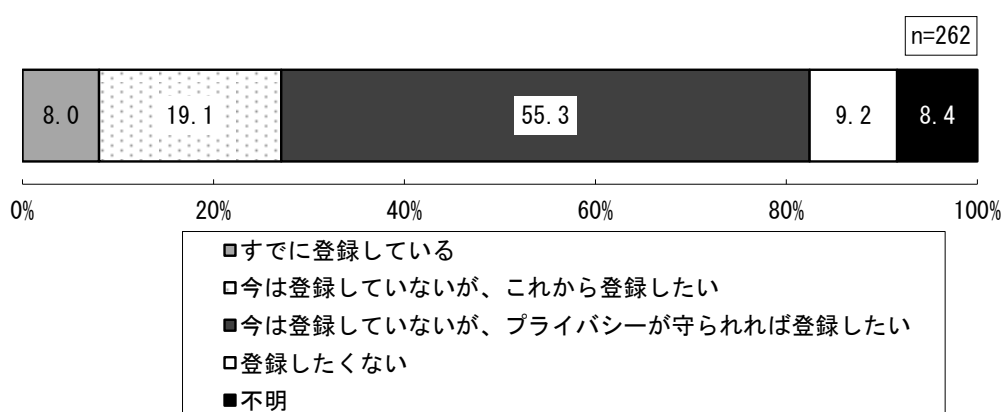 n=262
8.0 19.1 55.3 9.2 8.4
0% 20% 40% 60% 80% 100%
すでに登録している
今は登録していないが、これから登録したい
今は登録していないが、プライバシーが守られれば登録したい
登録したくない
不明